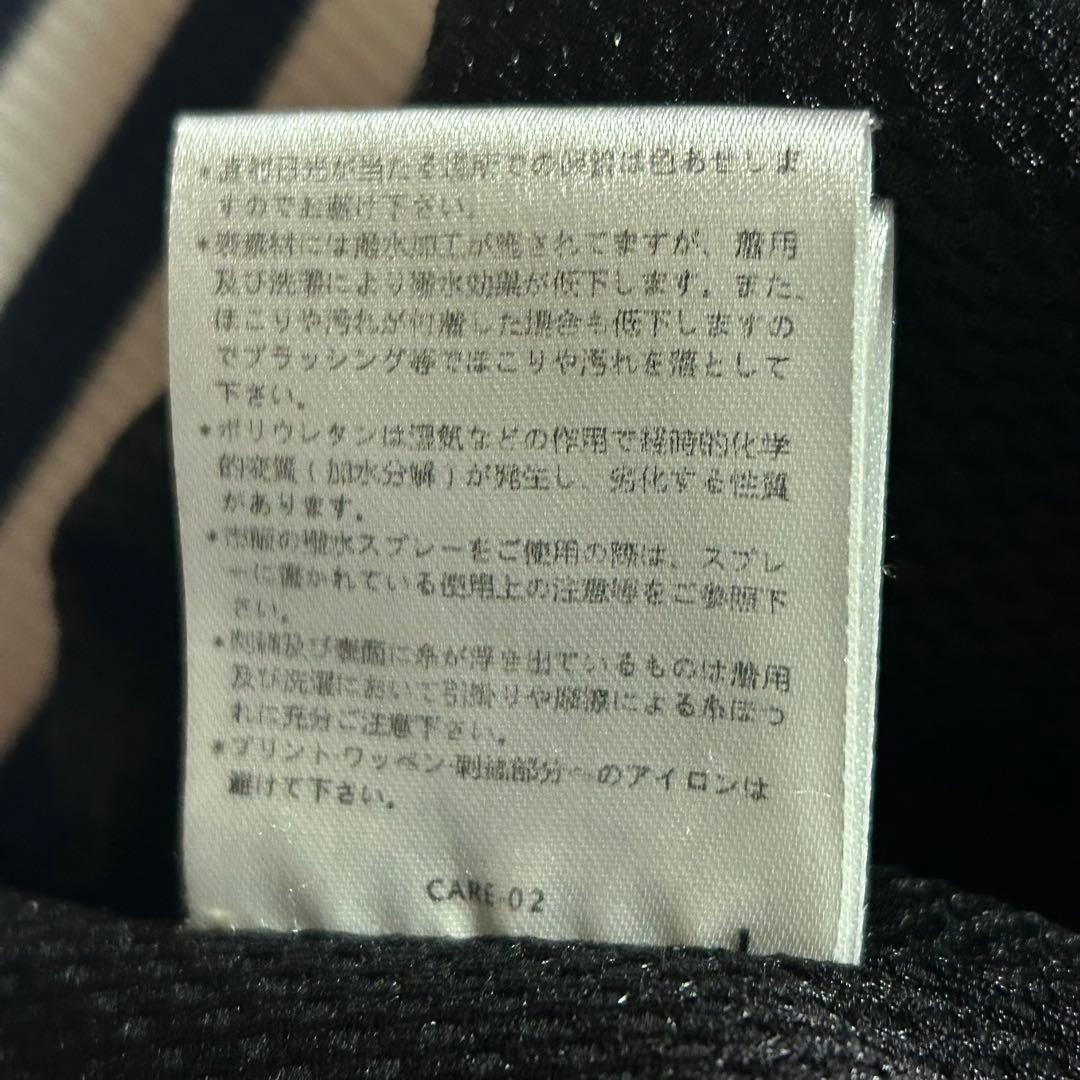 *直射日光が当たる場所での保管は色あせしま
すのでお避け下さい。
*表素材には撥水加工が施されてますが、着用
及び洗濯により撥水効果が低下します。また、
ほこりや汚れが付着した場合も低下しますの
でブラッシング等でほこりや汚れを落として
下さい。
*ポリウレタンは湿気などの作用で経時的化学
的変質(加水分解)が発生し、劣化する性質
があります。
*市販の撥水スプレーをご使用の際は、スプレ
ーに書かれている使用上の注意等をご参照下
さい。
*刺繍及び表面に糸が浮き出ているものは着用
及び洗濯において引掛りや摩擦による糸ほつ
れに充分ご注意下さい。
*プリント・ワッペン・刺繍部分へのアイロンは
避けて下さい。
CARE-02